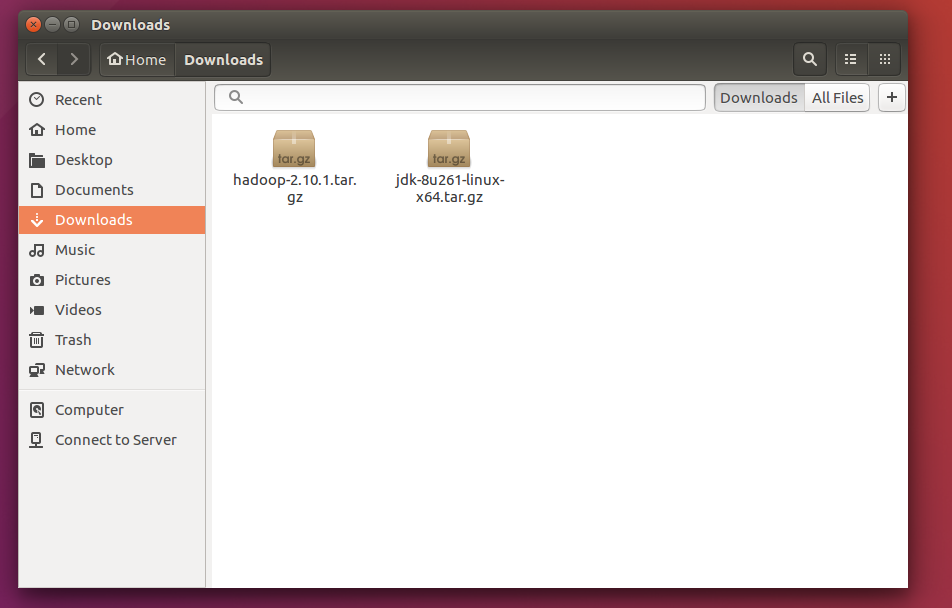 Downloads
Home
Downloads
Recent
Home
Desktop
Documents
Downloads
Music
Pictures
Videos
Trash
Network
Computer
Connect to Server
Downloads
All Files
tar.gz
hadoop-2.10.1.tar.
gz
tar.gz
jdk-8u261-linux-
x64.tar.gz